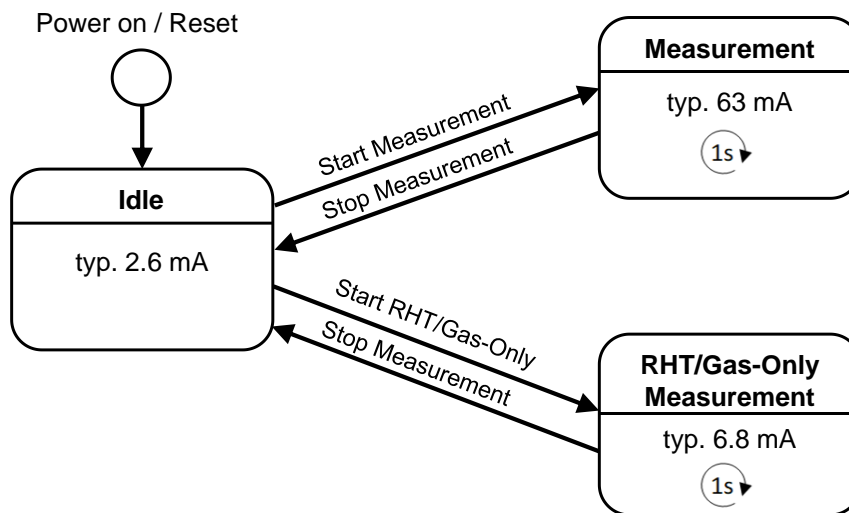 Power on / Reset
Measurement
typ. 63 mA
1s
Start Measurement
Stop Measurement
Idle
typ. 2.6 mA
Start RHT/Gas-Only
Stop Measurement
RHT/Gas-Only
Measurement
typ. 6.8 mA
1s